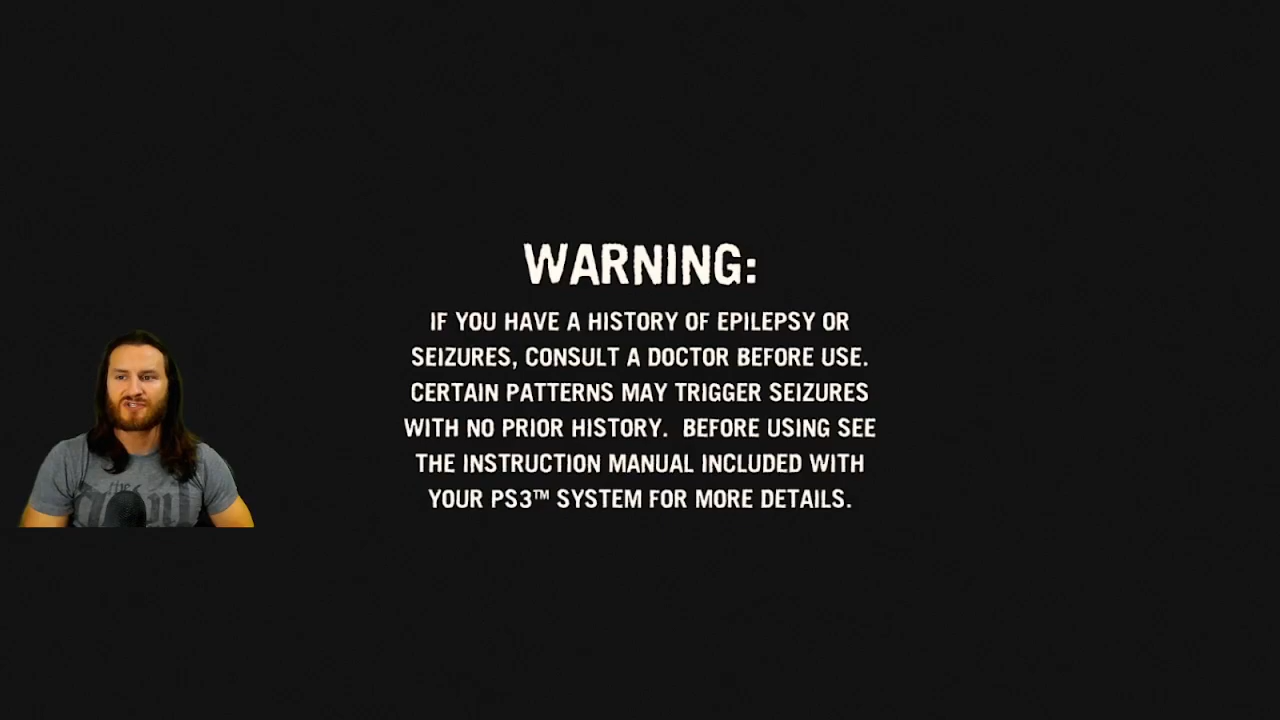 WARNING:
IF YOU HAVE A HISTORY OF EPILEPSY OR
SEIZURES, CONSULT A DOCTOR BEFORE USE.
CERTAIN PATTERNS MAY TRIGGER SEIZURES
WITH NO PRIOR HISTORY.  BEFORE USING SEE
THE INSTRUCTION MANUAL INCLUDED WITH
YOUR PS3™ SYSTEM FOR MORE DETAILS.
the